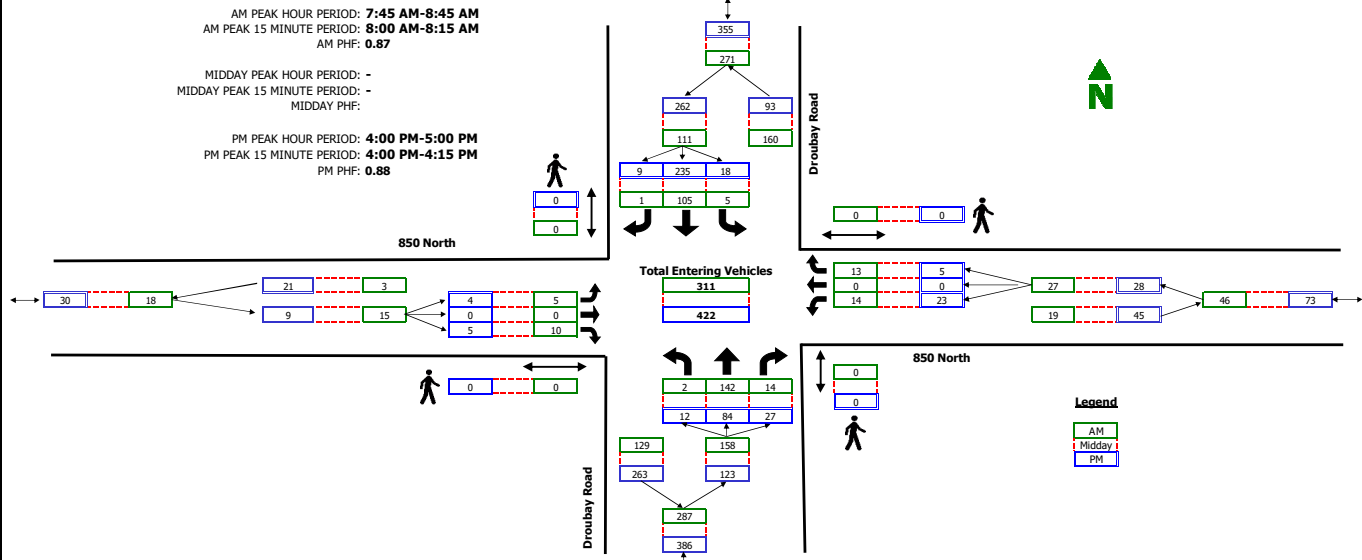 AM PEAK HOUR PERIOD: 7:45 AM-8:45 AM
AM PEAK 15 MINUTE PERIOD: 8:00 AM-8:15 AM
AM PHF: 0.87
MIDDAY PEAK HOUR PERIOD: -
MIDDAY PEAK 15 MINUTE PERIOD: -
MIDDAY PHF:
PM PEAK HOUR PERIOD: 4:00 PM-5:00 PM
PM PEAK 15 MINUTE PERIOD: 4:00 PM-4:15 PM
PM PHF: 0.88
355
271
262 93
111 160
9 235 18
1 105 5
Droubay Road
N
0
0
850 North
0 0
Total Entering Vehicles
311
422
21 3
30 18
9 15
4 5
0 0
5 10
13 5
0 0
14 23
27 28
19 45
46 73
850 North
0 0
2 142 14
12 84 27
129 158
263 123
287
386
Droubay Road
0
0
Legend
AM
Midday
PM